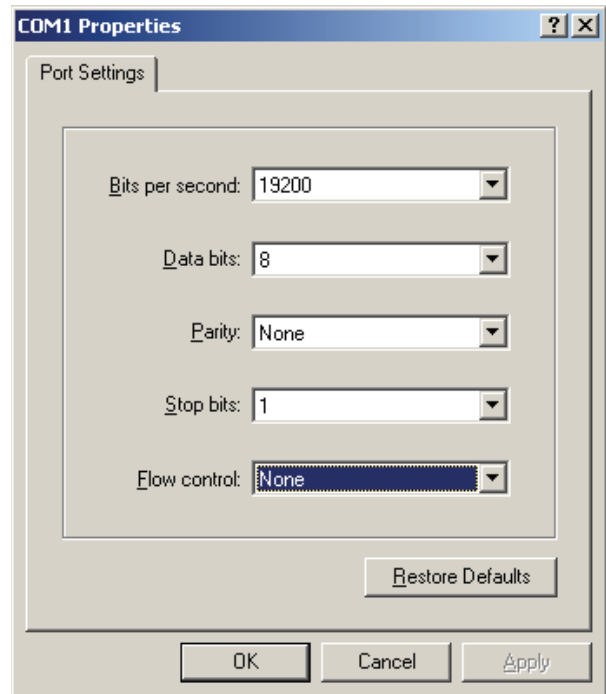 COM1 Properties
Port Settings
Bits per second: 19200
Data bits: 8
Parity: None
Stop bits: 1
Flow control: None
Restore Defaults
OK Cancel Apply